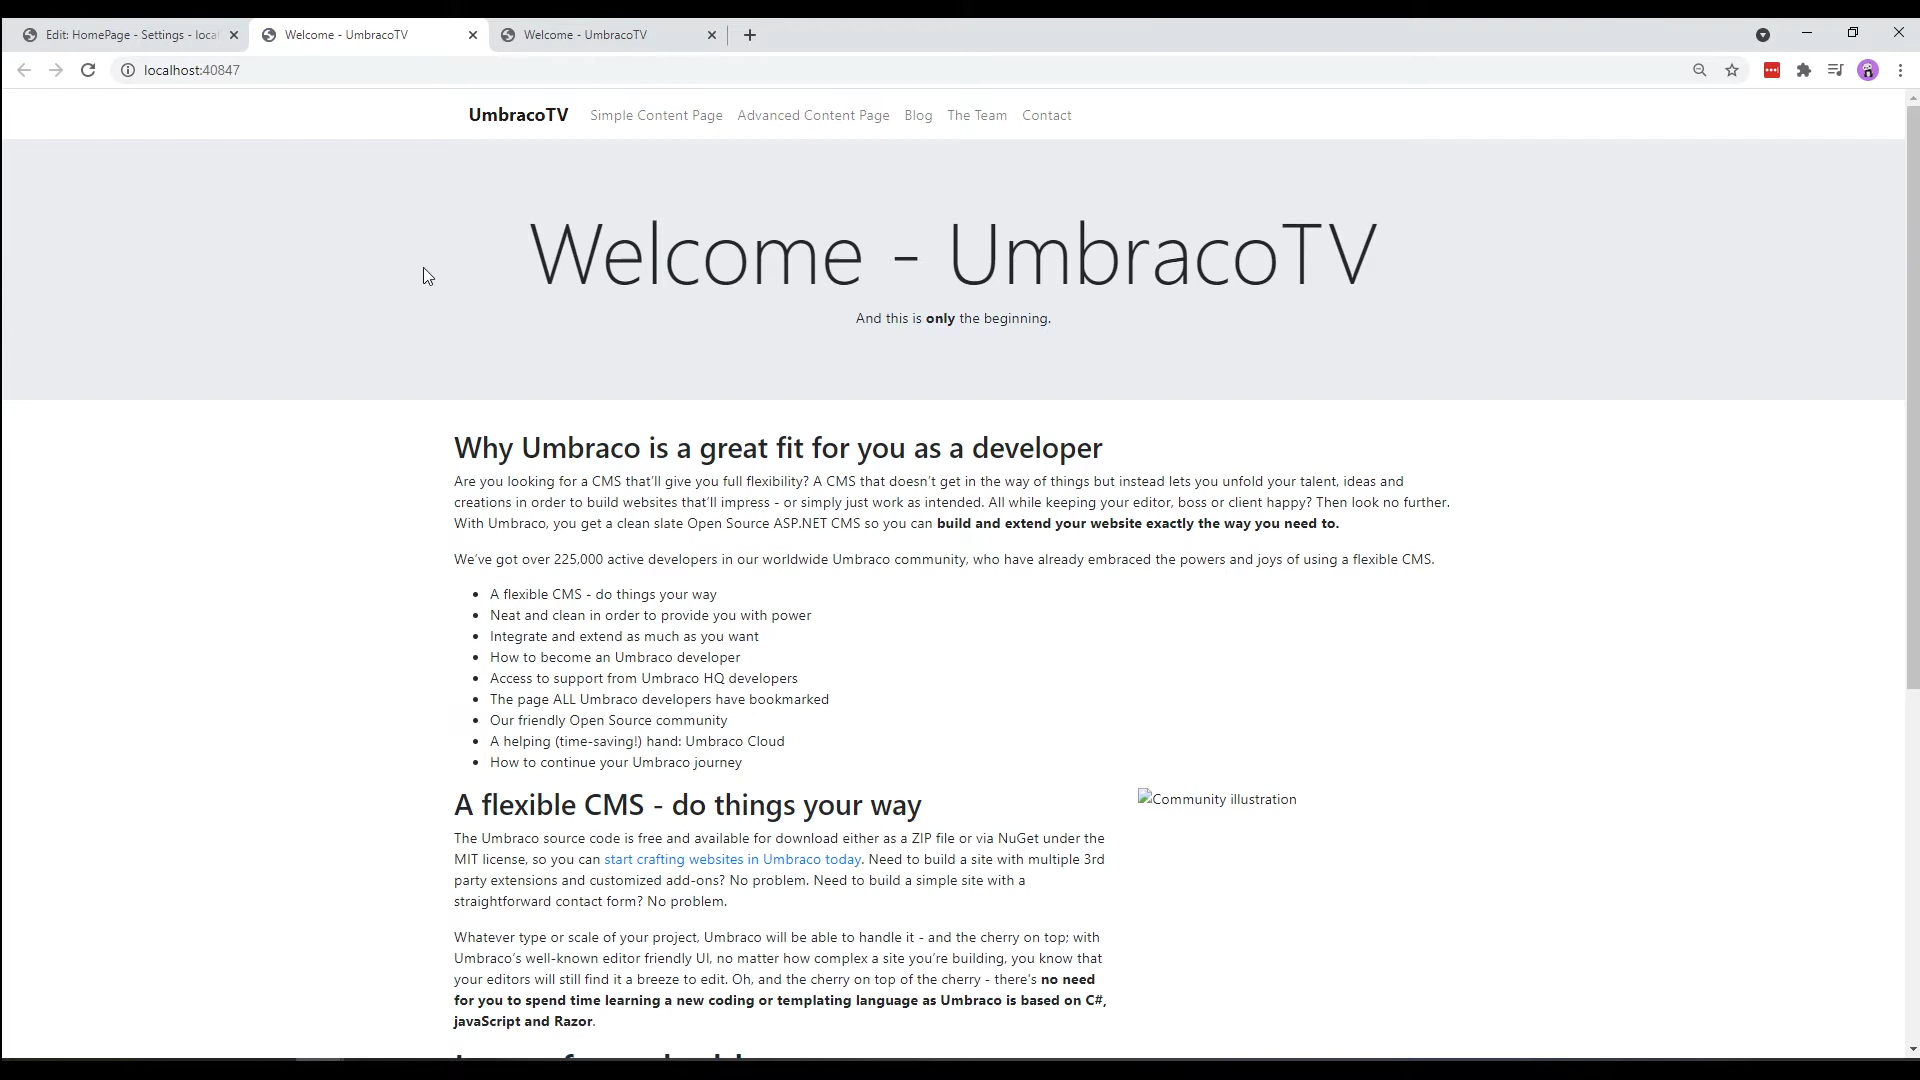 Edit: HomePage - Settings - loca
Welcome - UmbracoTV
Welcome - UmbracoTV
localhost:40847
UmbracoTV Simple Content Page Advanced Content Page Blog The Team Contact
Welcome - UmbracoTV
And this is only the beginning.
Why Umbraco is a great fit for you as a developer
Are you looking for a CMS that'll give you full flexibility? A CMS that doesn't get in the way of things but instead lets you unfold your talent, ideas and
creations in order to build websites that'll impress - or simply just work as intended. All while keeping your editor, boss or client happy? Then look no further.
With Umbraco, you get a clean slate Open Source ASP.NET CMS so you can build and extend your website exactly the way you need to.
We've got over 225,000 active developers in our worldwide Umbraco community, who have already embraced the powers and joys of using a flexible CMS.
• A flexible CMS - do things your way
• Neat and clean in order to provide you with power
• Integrate and extend as much as you want
• How to become an Umbraco developer
• Access to support from Umbraco HQ developers
• The page ALL Umbraco developers have bookmarked
• Our friendly Open Source community
• A helping (time-saving!) hand: Umbraco Cloud
• How to continue your Umbraco journey
A flexible CMS - do things your way
The Umbraco source code is free and available for download either as a ZIP file or via NuGet under the
MIT license, so you can start crafting websites in Umbraco today. Need to build a site with multiple 3rd
party extensions and customized add-ons? No problem. Need to build a simple site with a
straightforward contact form? No problem.
Whatever type or scale of your project, Umbraco will be able to handle it - and the cherry on top; with
Umbraco's well-known editor friendly UI, no matter how complex a site you're building, you know that
your editors will still find it a breeze to edit. Oh, and the cherry on top of the cherry - there's no need
for you to spend time learning a new coding or templating language as Umbraco is based on C#,
javaScript and Razor.
Community illustration